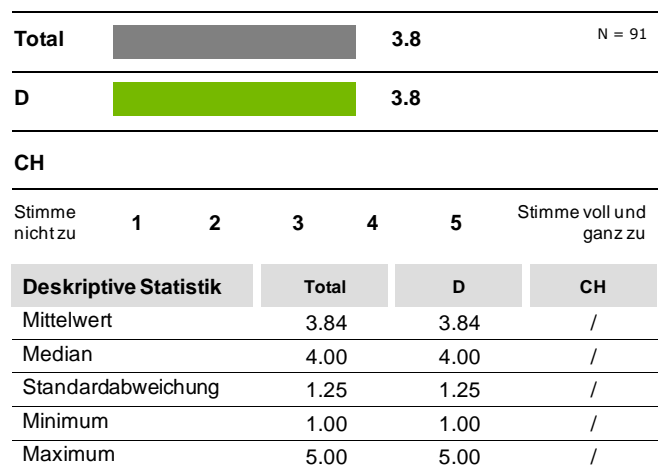 Total 3.8 N = 91
D 3.8
CH
Stimme nicht zu 1 2 3 4 5 Stimme voll und ganz zu
Deskriptive Statistik Total D CH
Mittelwert 3.84 3.84 /
Median 4.00 4.00 /
Standardabweichung 1.25 1.25 /
Minimum 1.00 1.00 /
Maximum 5.00 5.00 /